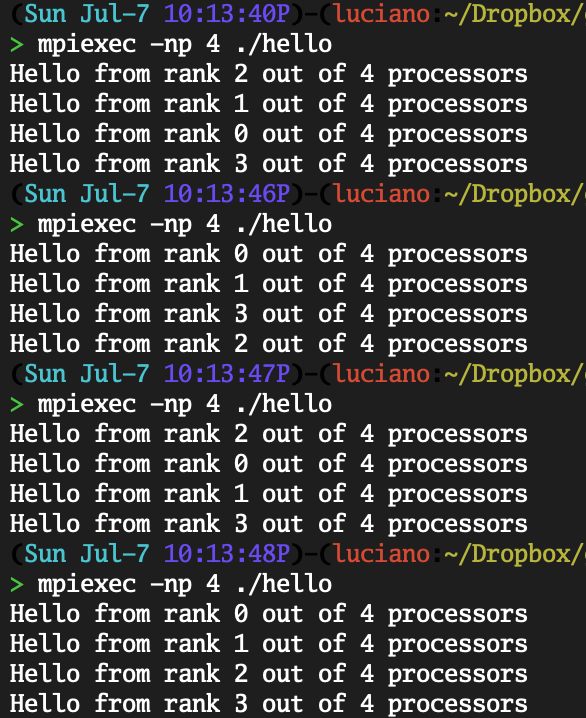 (Sun Jul-7 10:13:40P)-(luciano:~/Dropbox/
> mpiexec -np 4 ./hello
Hello from rank 2 out of 4 processors
Hello from rank 1 out of 4 processors
Hello from rank 0 out of 4 processors
Hello from rank 3 out of 4 processors
(Sun Jul-7 10:13:46P)-(luciano:~/Dropbox/
> mpiexec -np 4 ./hello
Hello from rank 0 out of 4 processors
Hello from rank 1 out of 4 processors
Hello from rank 3 out of 4 processors
Hello from rank 2 out of 4 processors
(Sun Jul-7 10:13:47P)-(luciano:~/Dropbox/
> mpiexec -np 4 ./hello
Hello from rank 2 out of 4 processors
Hello from rank 0 out of 4 processors
Hello from rank 1 out of 4 processors
Hello from rank 3 out of 4 processors
(Sun Jul-7 10:13:48P)-(luciano:~/Dropbox/
> mpiexec -np 4 ./hello
Hello from rank 0 out of 4 processors
Hello from rank 1 out of 4 processors
Hello from rank 2 out of 4 processors
Hello from rank 3 out of 4 processors